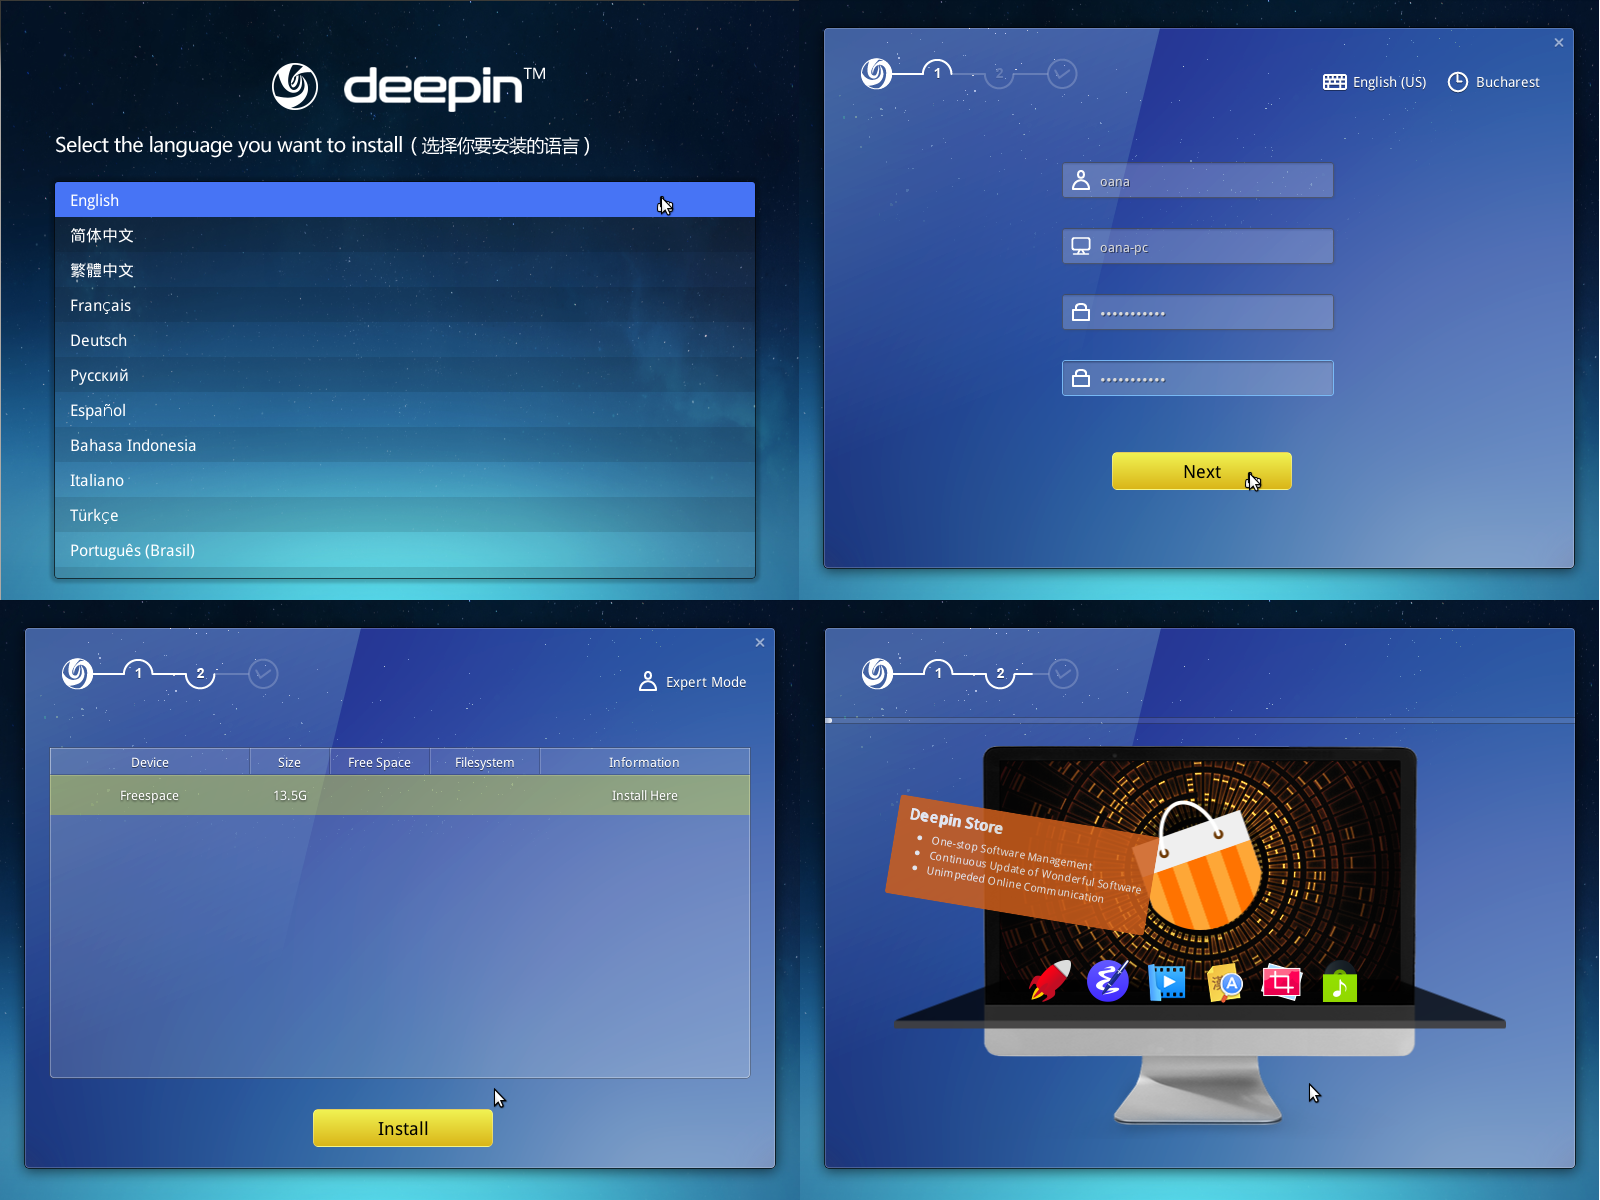 deepin™
Select the language you want to install ( 选择你要安装的语言 )
English
简体中文
繁體中文
Français
Deutsch
Русский
Español
Bahasa Indonesia
Italiano
Türkçe
Português (Brasil)
1
2
English (US)
Bucharest
oana
oana-pc
•••••••••••
•••••••••••
Next
1
2
Expert Mode
Device Size Free Space Filesystem Information
Freespace 13.5G Install Here
Install
1
2
Deepin Store
• One-stop Software Management
• Continuous Update of Wonderful Software
• Unimpeded Online Communication
A